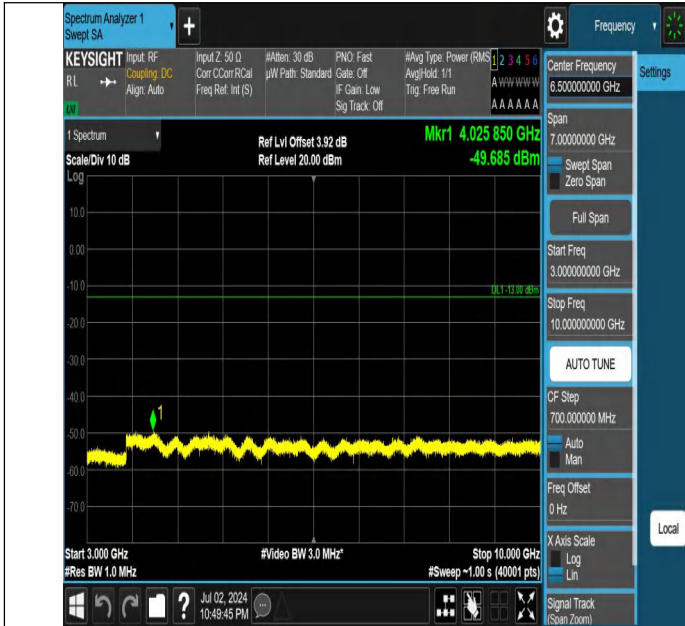 Spectrum Analyzer 1
Swept SA
Frequency
KEYSIGHT
RL
Input: RF
Coupling: DC
Align: Auto
Input Z: 50 Ω
Corr CCorr RCal
Freq Ref: Int (S)
#Atten: 30 dB
µW Path: Standard
PNO: Fast
Gate: Off
IF Gain: Low
Sig Track: Off
#Avg Type: Power (RMS
Avg|Hold: 1/1
Trig: Free Run
1 2 3 4 5 6
A W W W W W
A A A A A A
1 Spectrum
Scale/Div 10 dB
Log
Ref Lvl Offset 3.92 dB
Ref Level 20.00 dBm
Mkr1 4.025 850 GHz
-49.685 dBm
10.0
0.00
-10.0
DL1 -13.00 dBm
-20.0
-30.0
-40.0
1
-50.0
-60.0
-70.0
Start 3.000 GHz
#Res BW 1.0 MHz
#Video BW 3.0 MHz*
Stop 10.000 GHz
#Sweep ~1.00 s (40001 pts)
Jul 02, 2024
10:49:45 PM
Center Frequency
6.500000000 GHz
Settings
Span
7.00000000 GHz
Swept Span
Zero Span
Full Span
Start Freq
3.000000000 GHz
Stop Freq
10.000000000 GHz
AUTO TUNE
CF Step
700.000000 MHz
Auto
Man
Freq Offset
0 Hz
X Axis Scale
Log
Lin
Local
Signal Track
(Span Zoom)